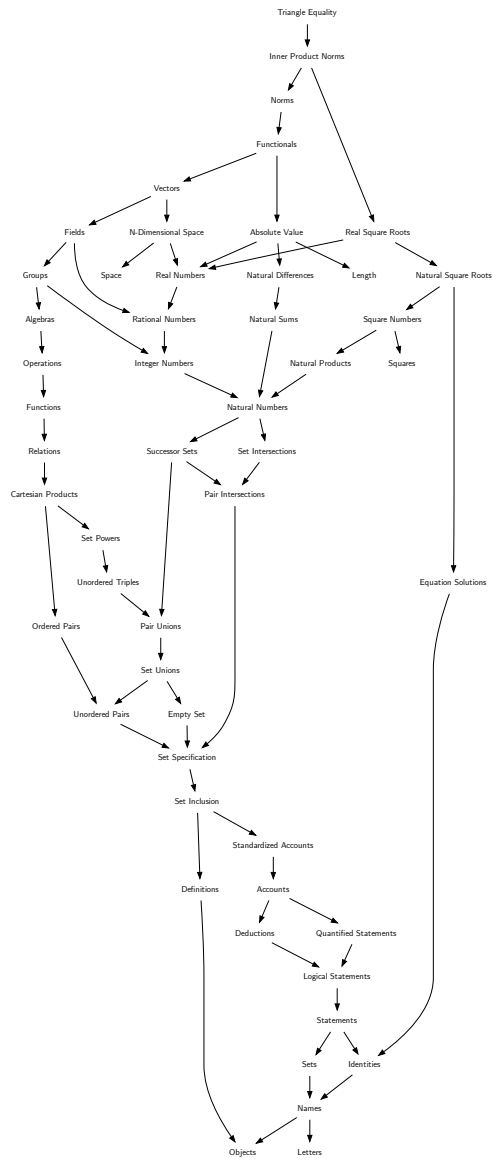 Triangle Equality
Inner Product Norms
Norms
Functionals
Vectors
Fields
N-Dimensional Space
Absolute Value
Real Square Roots
Groups
Space
Real Numbers
Natural Differences
Length
Natural Square Roots
Algebras
Rational Numbers
Natural Sums
Square Numbers
Operations
Integer Numbers
Natural Products
Squares
Functions
Natural Numbers
Relations
Successor Sets
Set Intersections
Cartesian Products
Pair Intersections
Set Powers
Unordered Triples
Equation Solutions
Ordered Pairs
Pair Unions
Set Unions
Unordered Pairs
Empty Set
Set Specification
Set Inclusion
Standardized Accounts
Definitions
Accounts
Deductions
Quantified Statements
Logical Statements
Statements
Sets
Identities
Names
Objects
Letters